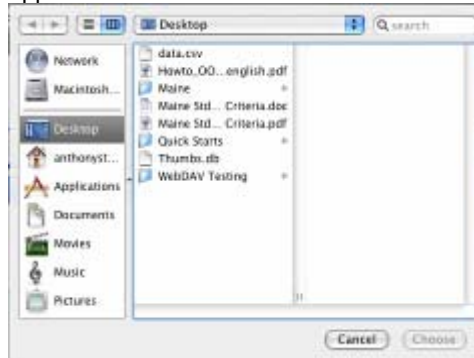 Desktop
search
Network
Macintosh...
Desktop
anthonyst...
Applications
Documents
Movies
Music
Pictures
data.csv
Howto_OO...english.pdf
Maine
Maine Std... Criteria.doc
Maine Std... Criteria.pdf
Quick Starts
Thumbs.db
WebDAV Testing
Cancel
Choose